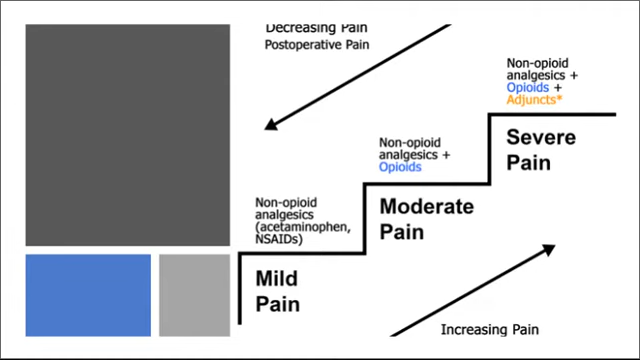 Decreasing Pain
Postoperative Pain
Non-opioid
analgesics +
Opioids +
Adjuncts*
Severe
Pain
Non-opioid
analgesics +
Opioids
Moderate
Pain
Non-opioid
analgesics
(acetaminophen,
NSAIDs)
Mild
Pain
Increasing Pain